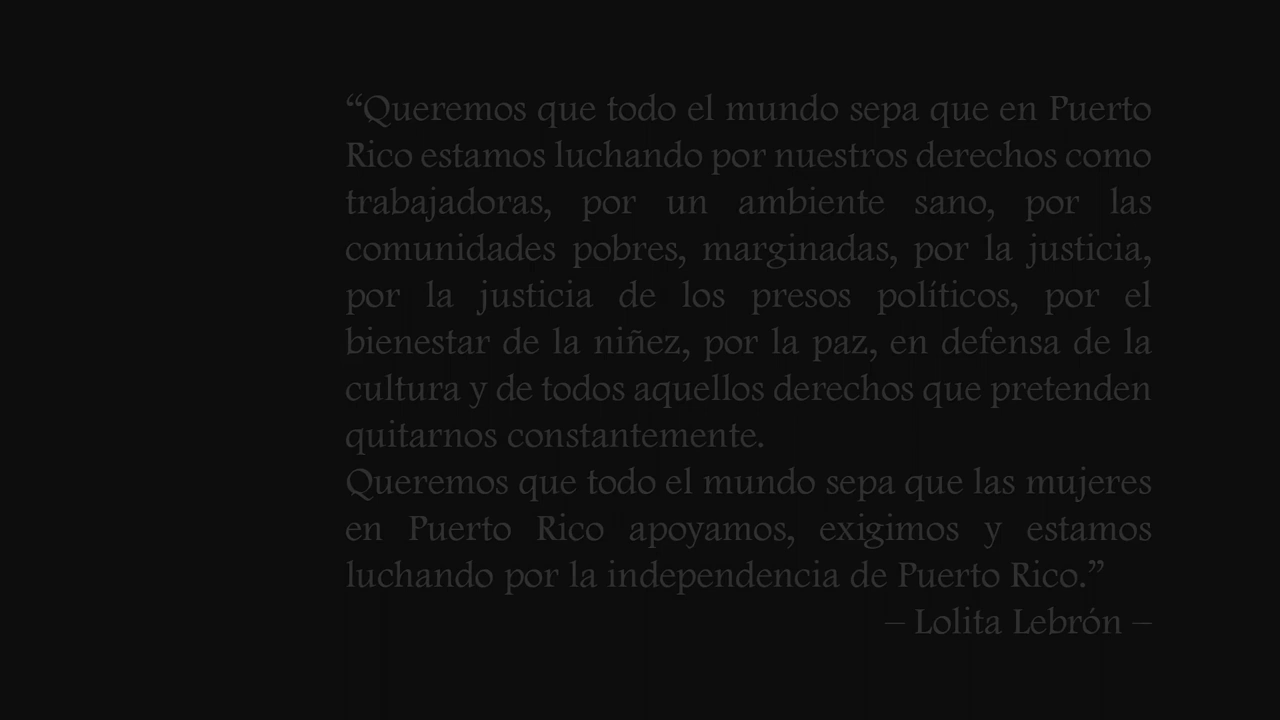 “Queremos que todo el mundo sepa que en Puerto
Rico estamos luchando por nuestros derechos como
trabajadoras, por un ambiente sano, por las
comunidades pobres, marginadas, por la justicia,
por la justicia de los presos políticos, por el
bienestar de la niñez, por la paz, en defensa de la
cultura y de todos aquellos derechos que pretenden
quitarnos constantemente.
Queremos que todo el mundo sepa que las mujeres
en Puerto Rico apoyamos, exigimos y estamos
luchando por la independencia de Puerto Rico.”
– Lolita Lebrón –